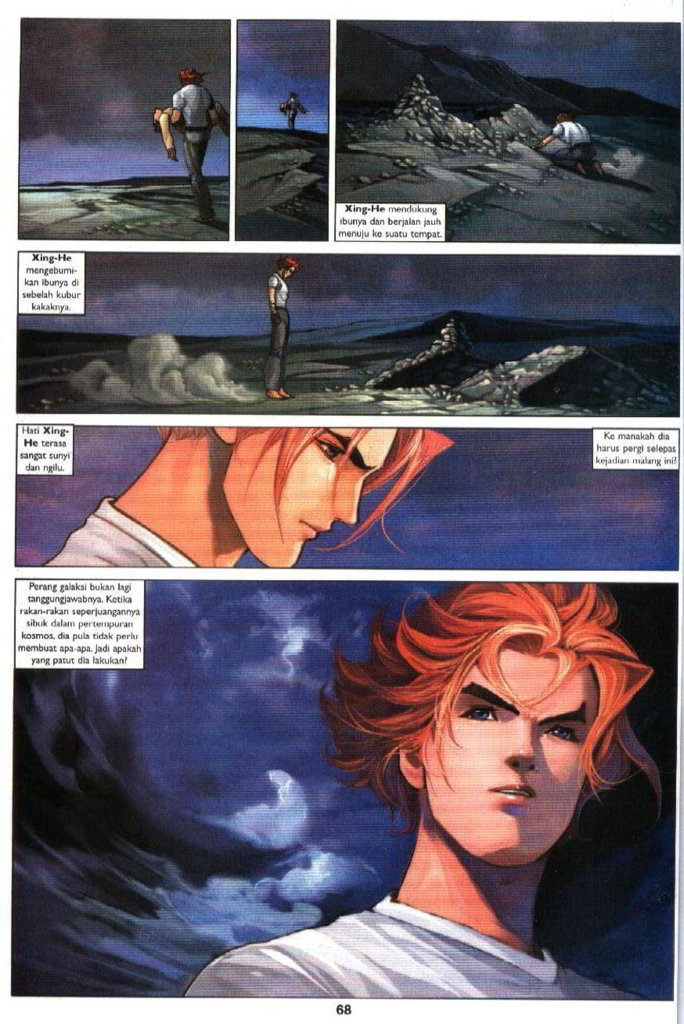 Xing-He mendukung
ibunya dan berjalan jauh
menuju ke suatu tempat.
Xing-He
mengebumi-
kan ibunya di
sebelah kubur
kakaknya.
Hati Xing-
He terasa
sangat sunyi
dan ngilu.
Ke manakah dia
harus pergi selepas
kejadian malang ini?
Perang galaksi bukan lagi
tanggungjawabnya. Ketika
rakan-rakan seperjuangannya
sibuk dalam pertempuran
kosmos, dia pula tidak perlu
membuat apa-apa. Jadi apakah
yang patut dia lakukan?
68